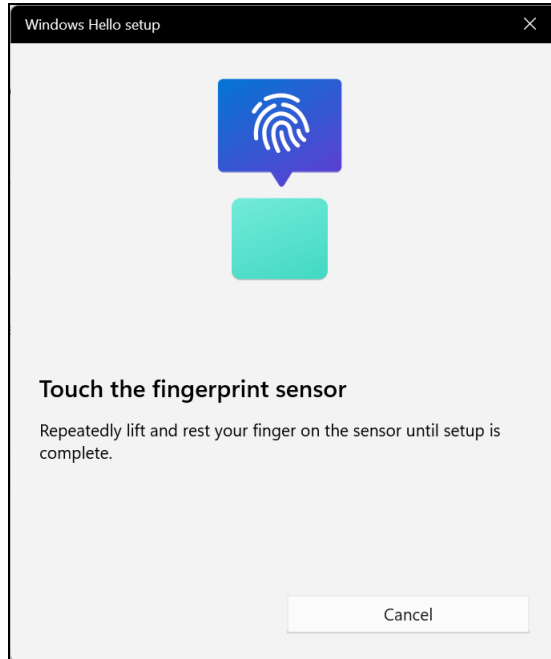 Windows Hello setup
Touch the fingerprint sensor
Repeatedly lift and rest your finger on the sensor until setup is
complete.
Cancel